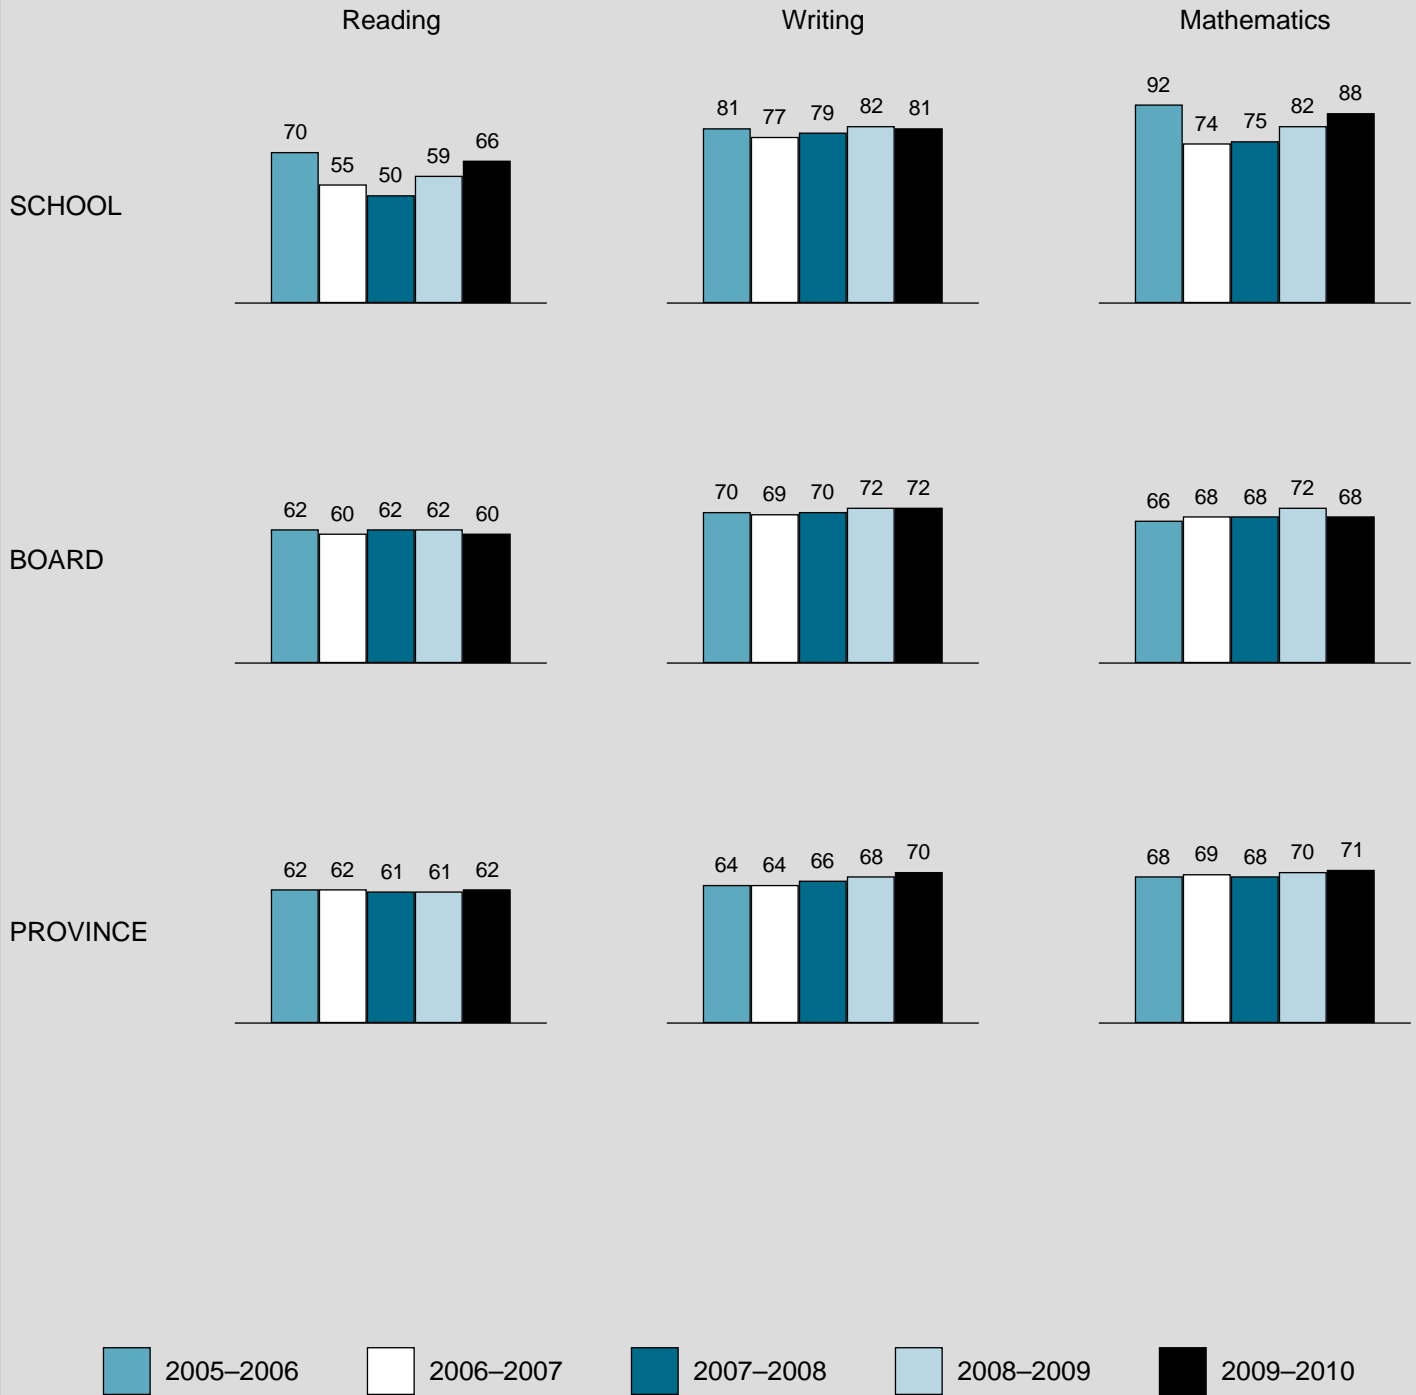 Reading Writing Mathematics
SCHOOL
70 55 50 59 66
81 77 79 82 81
92 74 75 82 88
BOARD
62 60 62 62 60
70 69 70 72 72
66 68 68 72 68
PROVINCE
62 62 61 61 62
64 64 66 68 70
68 69 68 70 71
2005–2006 2006–2007 2007–2008 2008–2009 2009–2010